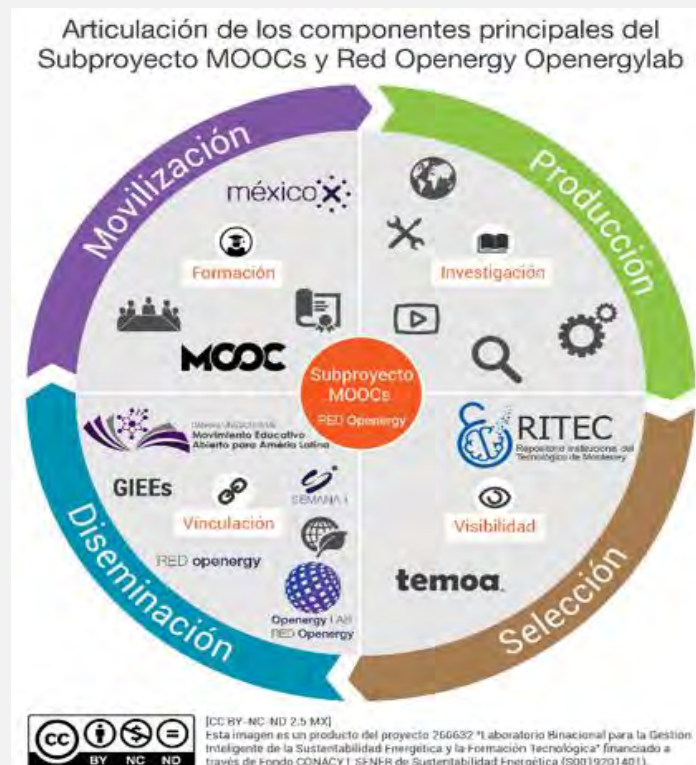 Articulación de los componentes principales del
Subproyecto MOOCs y Red Openergy Openergylab
Movilización
Producción
méxico x
Formación
Investigación
MOOC
Subproyecto
MOOCs
RED Openergy
Movimiento Educativo
Abierto para América Latina
RITEC
Repositorio Institucional del
Tecnológico de Monterrey
GIEEs
SEMANA i
Vinculación
Visibilidad
RED openergy
temoa
Openergy LAB
RED Openergy
Diseminación
Selección
cc BY NC ND
[CC BY-NC-ND 2.5 MX]
Esta imagen es un producto del proyecto 266632 "Laboratorio Binacional para la Gestión
Inteligente de la Sustentabilidad Energética y la Formación Tecnológica" financiado a
través de Fondo CONACYT SENER de Sustentabilidad Energética (S0019201401).